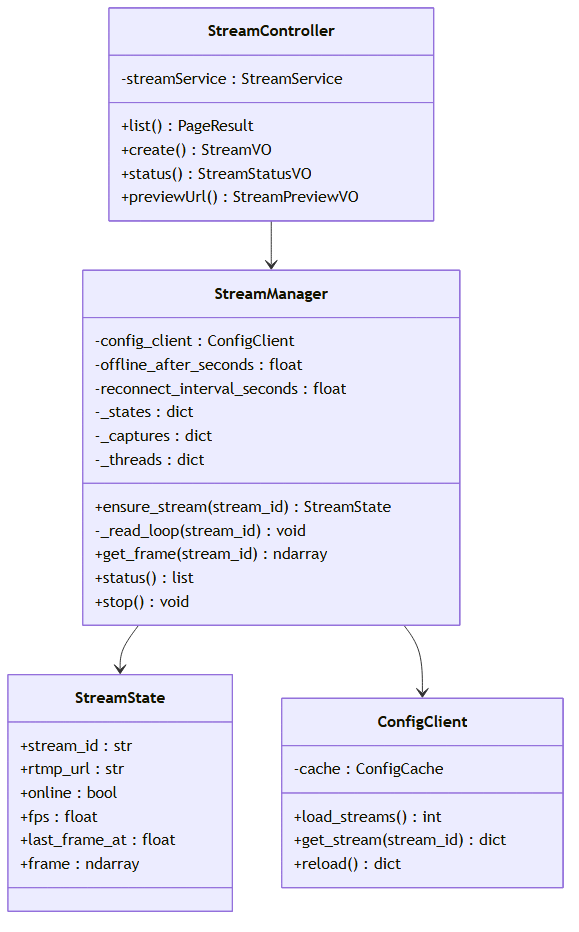 StreamController
-streamService : StreamService
+list() : PageResult
+create() : StreamVO
+status() : StreamStatusVO
+previewUrl() : StreamPreviewVO
StreamManager
-config_client : ConfigClient
-offline_after_seconds : float
-reconnect_interval_seconds : float
-_states : dict
-_captures : dict
-_threads : dict
+ensure_stream(stream_id) : StreamState
-_read_loop(stream_id) : void
+get_frame(stream_id) : ndarray
+status() : list
+stop() : void
StreamState
+stream_id : str
+rtmp_url : str
+online : bool
+fps : float
+last_frame_at : float
+frame : ndarray
ConfigClient
-cache : ConfigCache
+load_streams() : int
+get_stream(stream_id) : dict
+reload() : dict